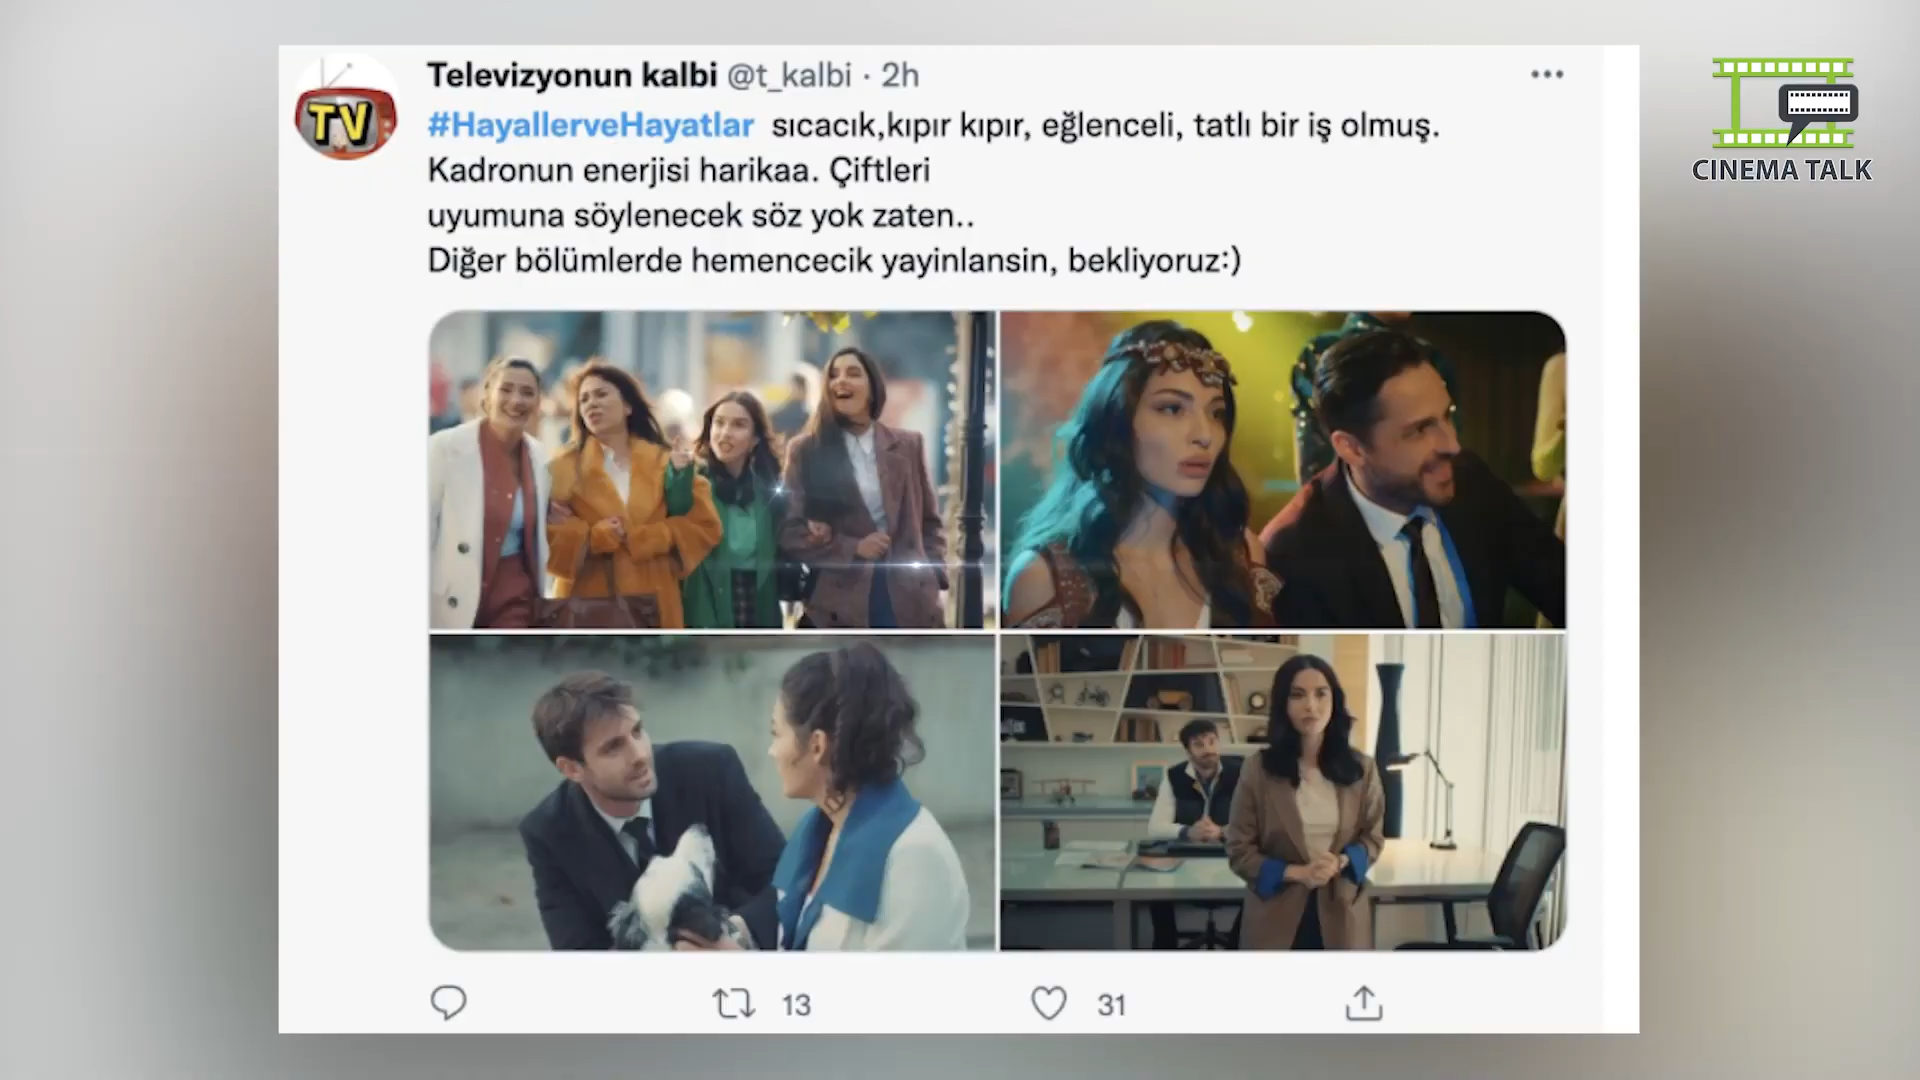 Televizyonun kalbi @t_kalbi · 2h
#HayallerveHayatlar sıcacık,kıpır kıpır, eğlenceli, tatlı bir iş olmuş.
Kadronun enerjisi harikaa. Çiftleri
uyumuna söylenecek söz yok zaten..
Diğer bölümlerde hemencecik yayinlansin, bekliyoruz:)
13
31
TV
CINEMA TALK